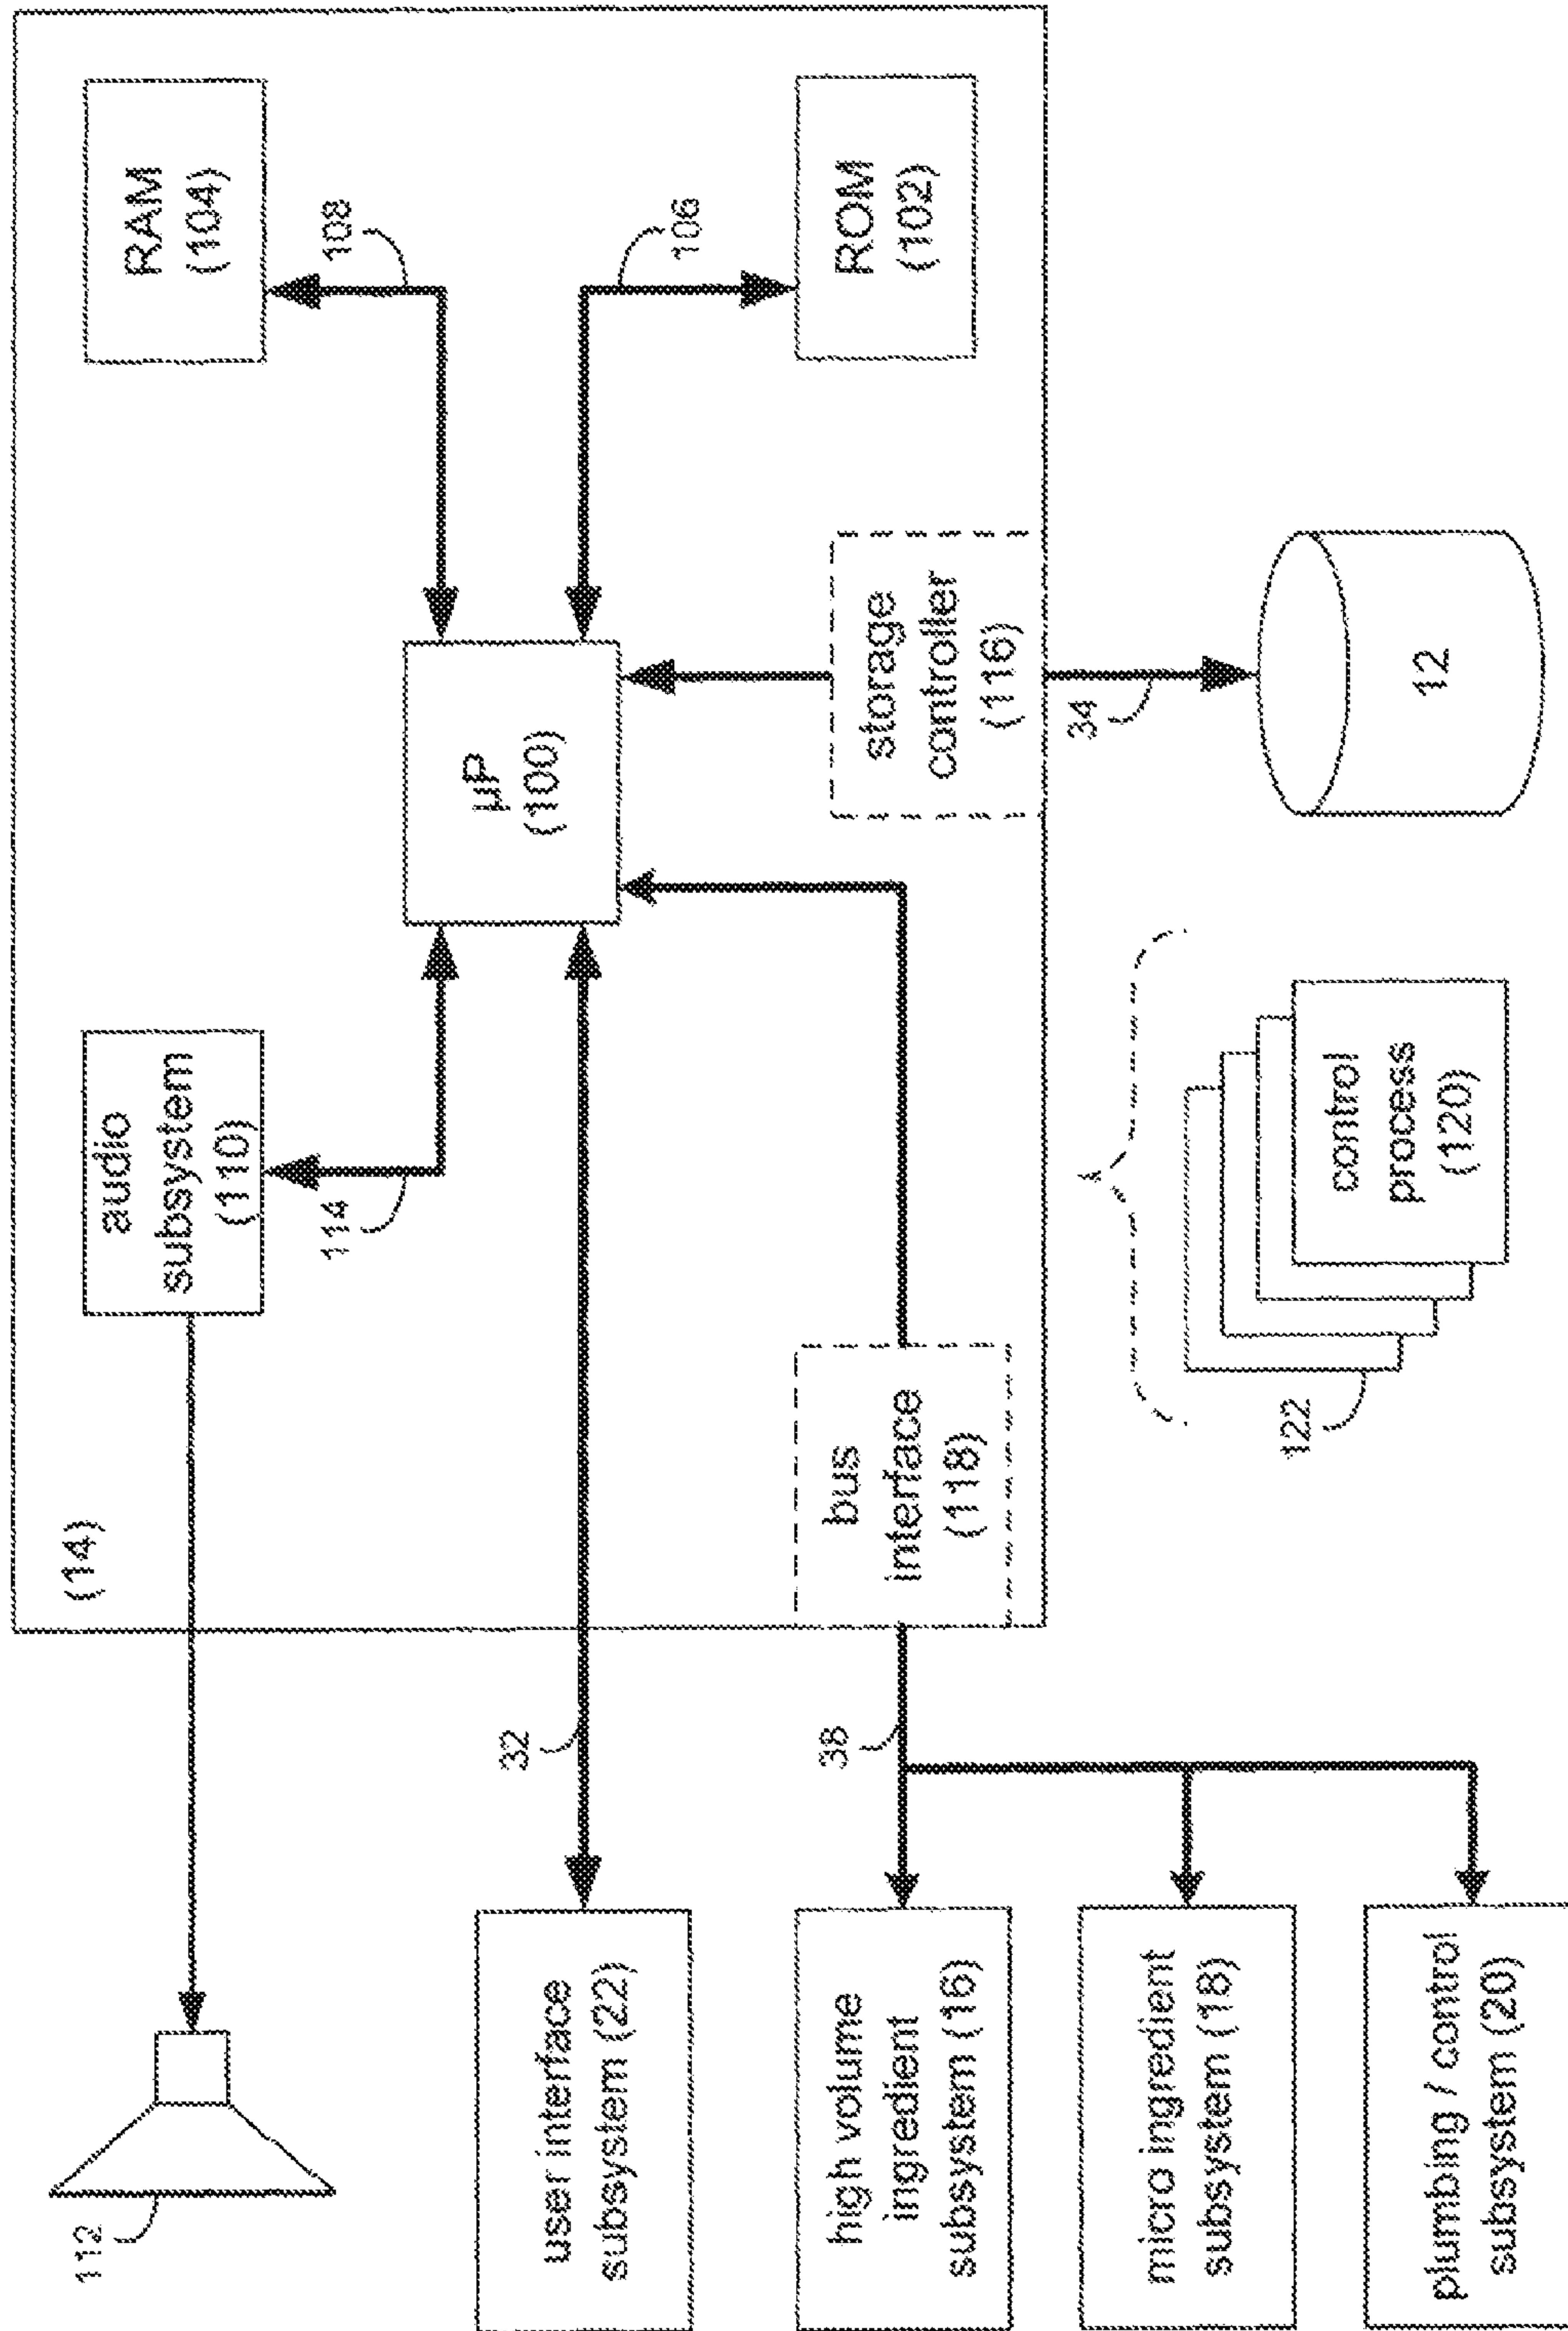 (14)
RAM
(104)
108
106
ROM
(102)
µP
(100)
storage
controller
(116)
34
12
audio
subsystem
(110)
114
bus
interface
(118)
control
process
(120)
122
32
38
112
user interface
subsystem (22)
high volume
ingredient
subsystem (16)
micro ingredient
subsystem (18)
plumbing / control
subsystem (20)